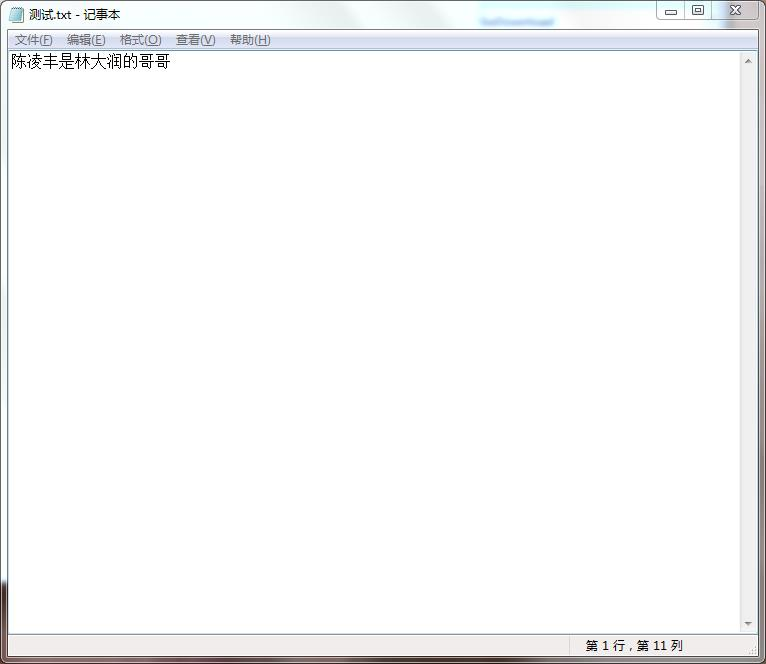 测试.txt - 记事本
文件(F) 编辑(E) 格式(O) 查看(V) 帮助(H)
陈凌丰是林大润的哥哥
第 1 行，第 11 列